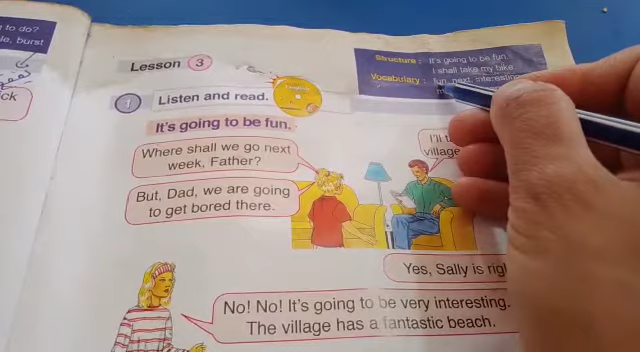 to do?
le, burst
ck
Lesson 3
Structure : It's going to be fun.
I shall take my bike.
Vocabulary : fun, next, interesting
1 Listen and read.
It's going to be fun.
Where shall we go next
week, Father?
I'll
village
But, Dad, we are going
to get bored there.
Yes, Sally is
No! No! It's going to be very interesting.
The village has a fantastic beach.